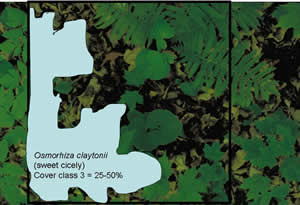 Osmorhiza claytonii
(sweet cicely)
Cover class 3 = 25-50%